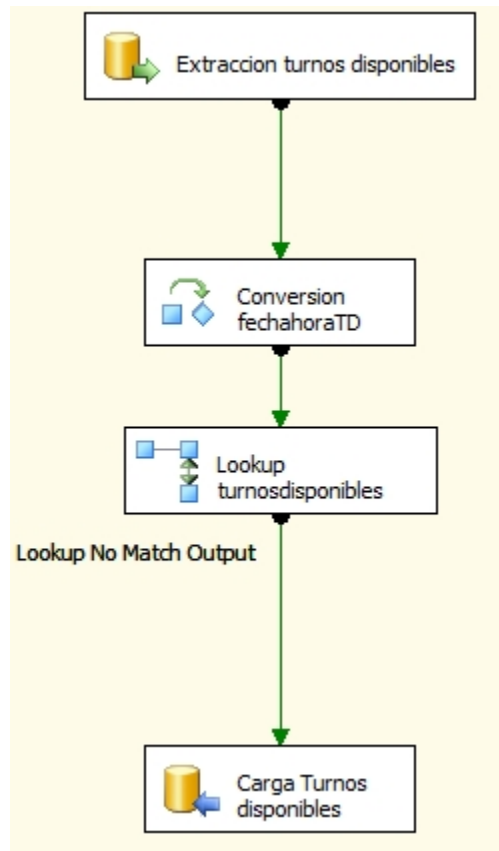 Extraccion turnos disponibles
Conversion
fechahoraTD
Lookup
turnosdisponibles
Lookup No Match Output
Carga Turnos
disponibles